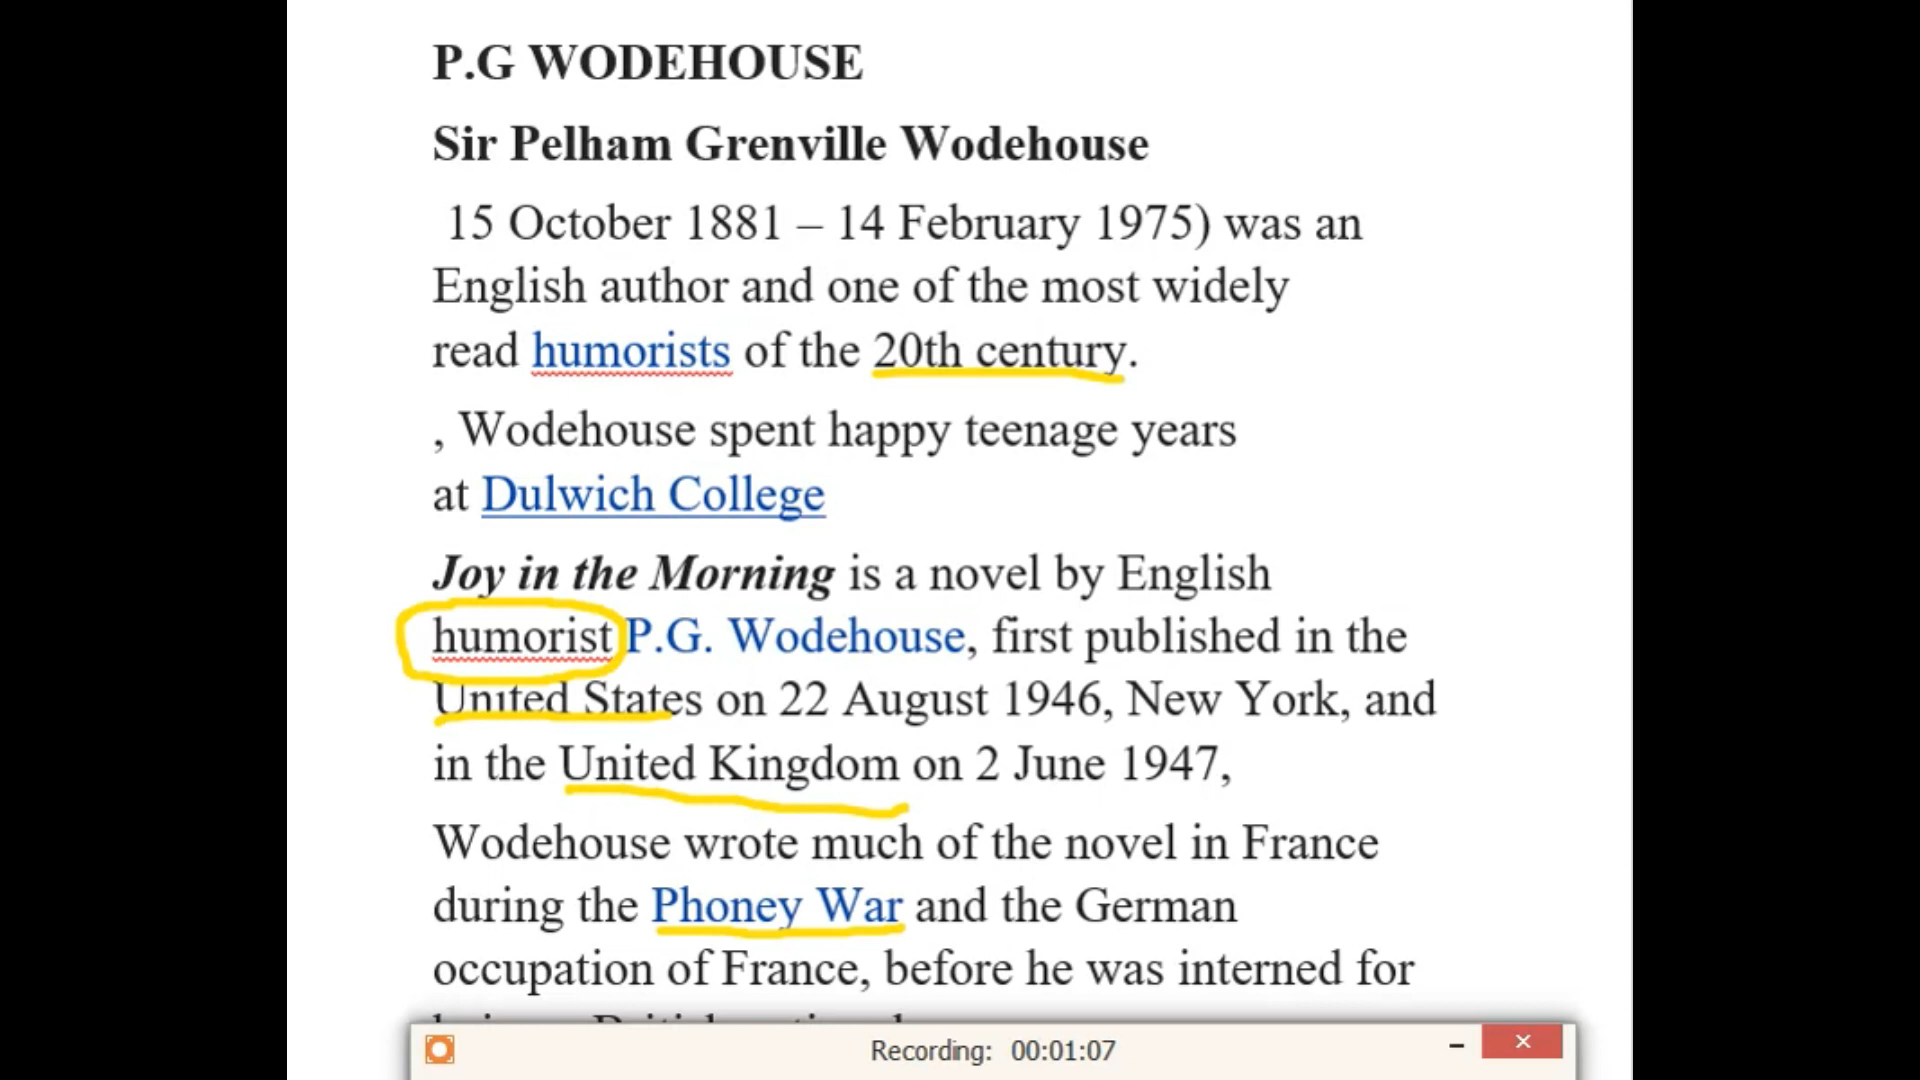 P.G WODEHOUSE
Sir Pelham Grenville Wodehouse
15 October 1881 – 14 February 1975) was an
English author and one of the most widely
read humorists of the 20th century.
, Wodehouse spent happy teenage years
at Dulwich College
Joy in the Morning is a novel by English
humorist P.G. Wodehouse, first published in the
United States on 22 August 1946, New York, and
in the United Kingdom on 2 June 1947,
Wodehouse wrote much of the novel in France
during the Phoney War and the German
occupation of France, before he was interned for
Recording: 00:01:07